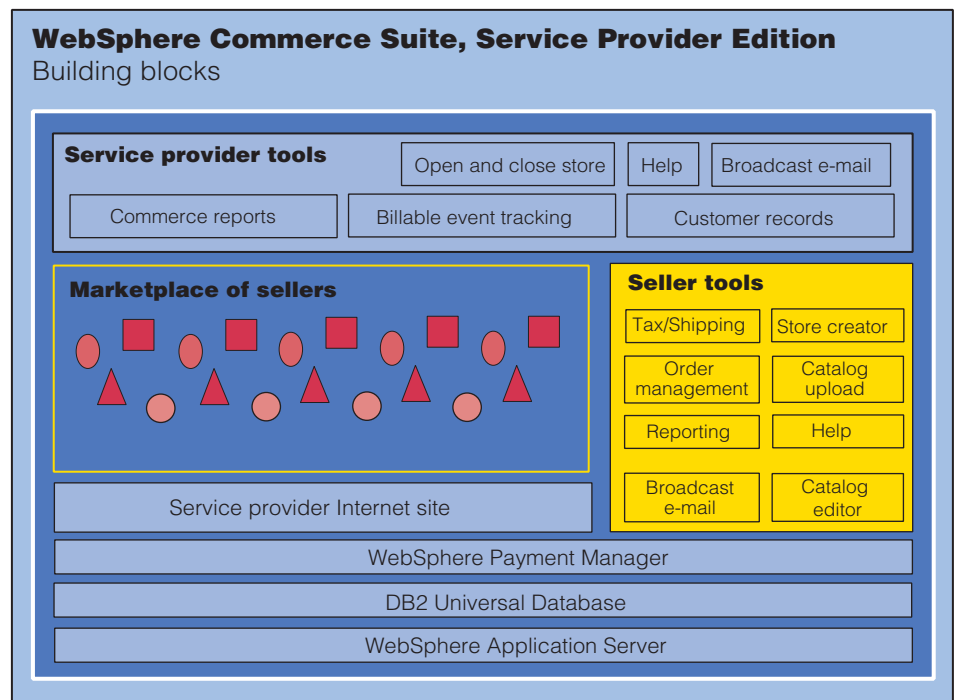 WebSphere Commerce Suite, Service Provider Edition
Building blocks
Service provider tools
Open and close store
Help
Broadcast e-mail
Commerce reports
Billable event tracking
Customer records
Marketplace of sellers
Seller tools
Tax/Shipping
Store creator
Order
management
Catalog
upload
Reporting
Help
Broadcast
e-mail
Catalog
editor
Service provider Internet site
WebSphere Payment Manager
DB2 Universal Database
WebSphere Application Server